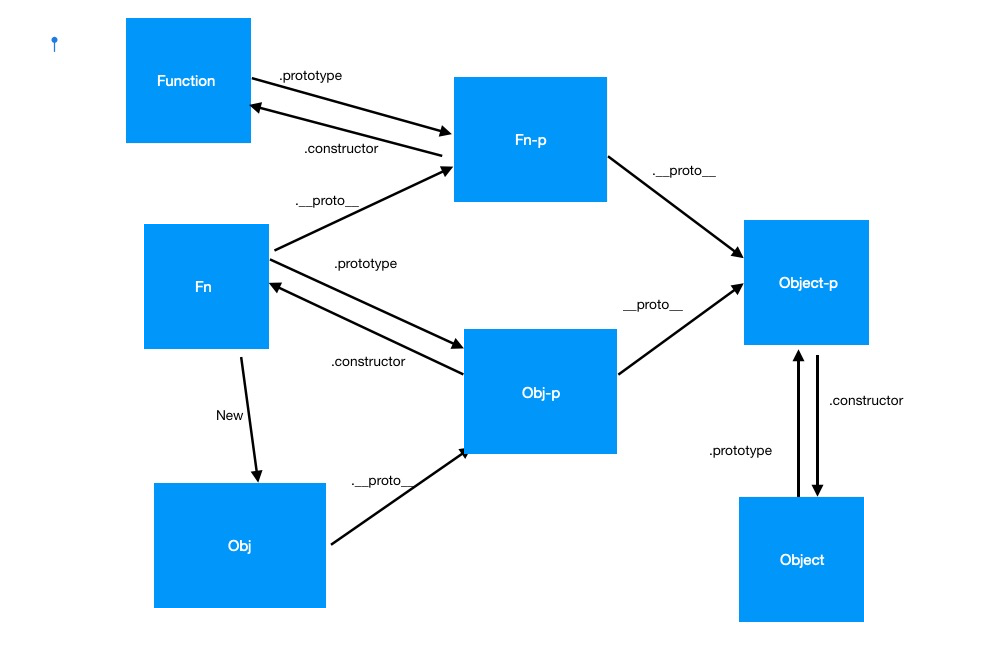 Function
.prototype
.constructor
Fn-p
.__proto__
.__proto__
Fn
.prototype
.constructor
Object-p
__proto__
Obj-p
New
.constructor
.prototype
.__proto__
Obj
Object